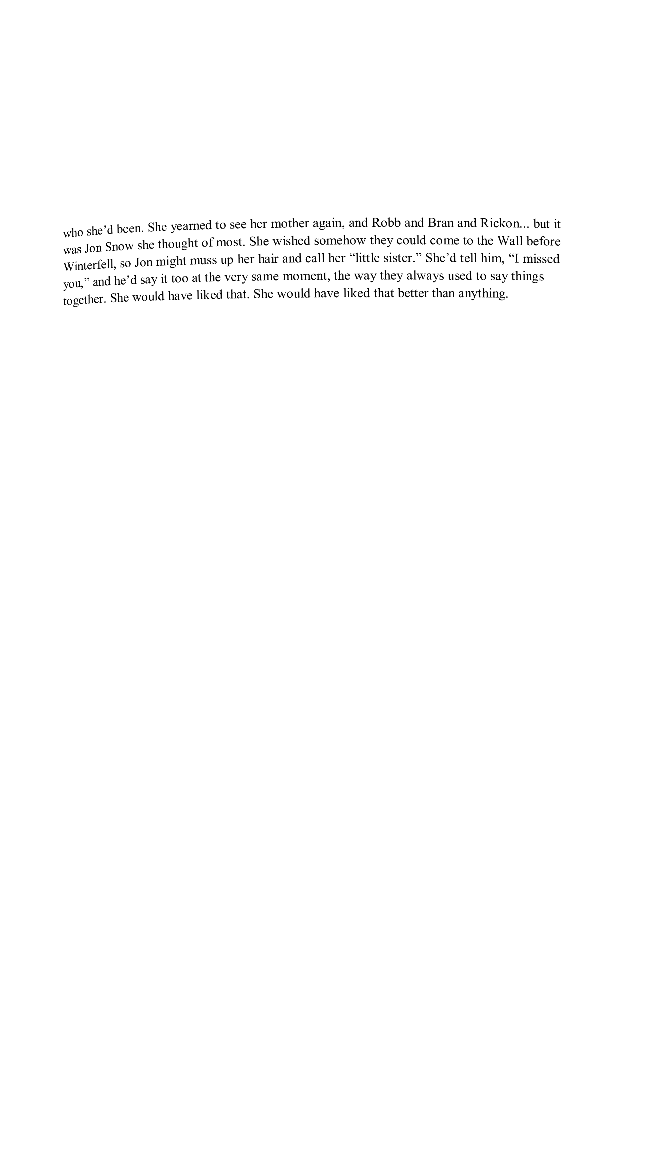 who she’d been. She yearned to see her mother again, and Robb and Bran and Rickon... but it
was Jon Snow she thought of most. She wished somehow they could come to the Wall before
Winterfell, so Jon might muss up her hair and call her “little sister.” She’d tell him, “I missed
you,” and he’d say it too at the very same moment, the way they always used to say things
together. She would have liked that. She would have liked that better than anything.